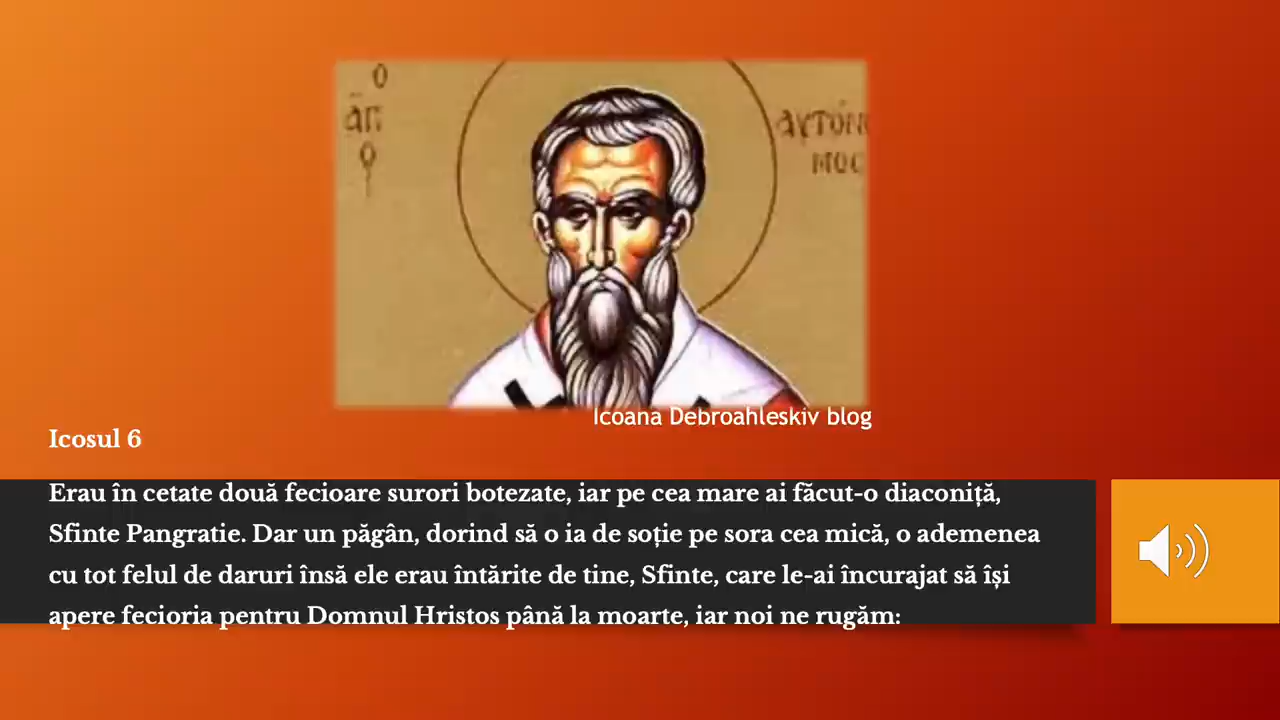 Ο
ἅγι
ο
ΑΥΤΌΝ
ΜΟС
Icoana Debroahleskiv blog
Icosul 6
Erau în cetate două fecioare surori botezate, iar pe cea mare ai făcut-o diaconiță,
Sfinte Pangratie. Dar un păgân, dorind să o ia de soție pe sora cea mică, o ademenea
cu tot felul de daruri însă ele erau întărite de tine, Sfinte, care le-ai încurajat să își
apere fecioria pentru Domnul Hristos până la moarte, iar noi ne rugăm: